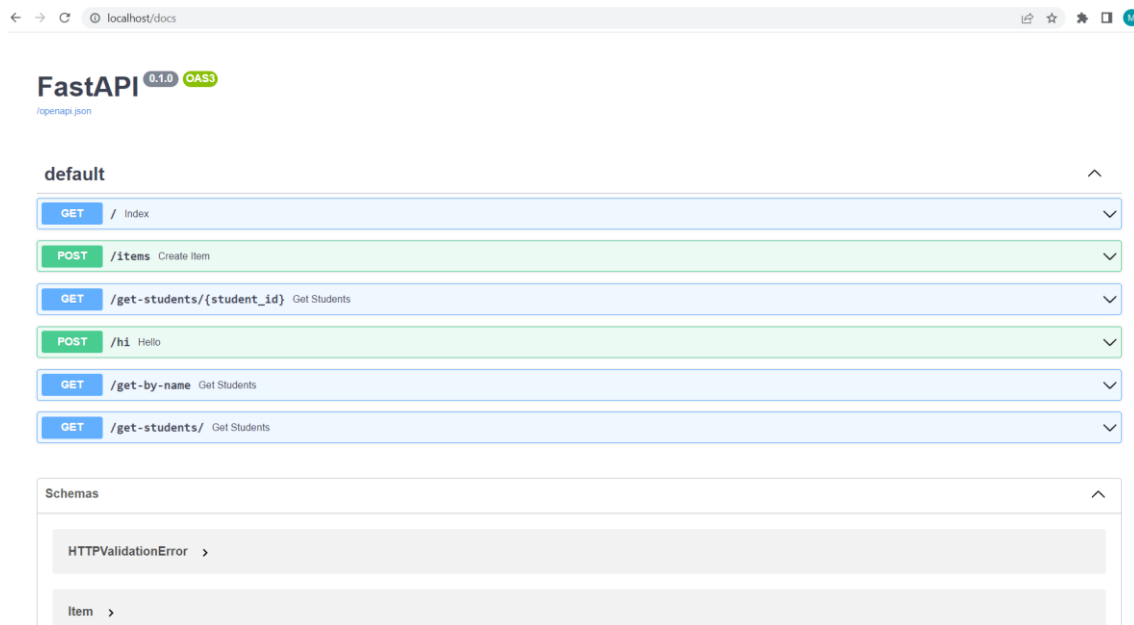 localhost/docs
M
FastAPI 0.1.0 OAS3
/openapi.json
default
GET / Index
POST /items Create Item
GET /get-students/{student_id} Get Students
POST /hi Hello
GET /get-by-name Get Students
GET /get-students/ Get Students
Schemas
HTTPValidationError
Item